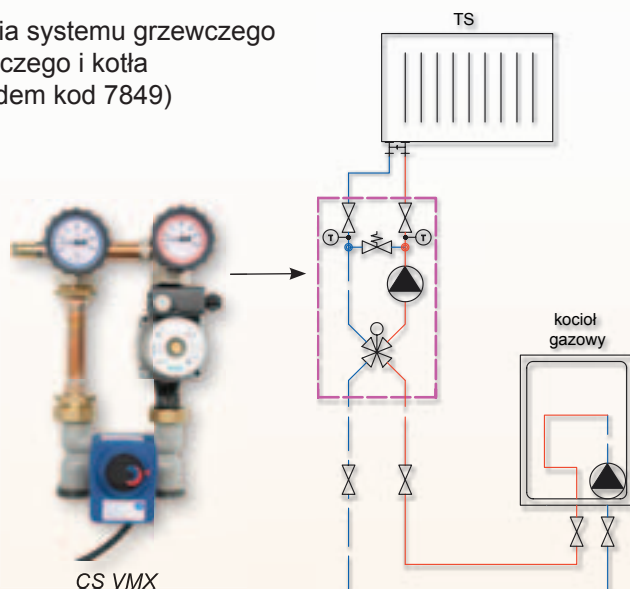 ia systemu grzewczego
czego i kotła
dem kod 7849)
TS
T
T
kocioł
gazowy
CS VMX